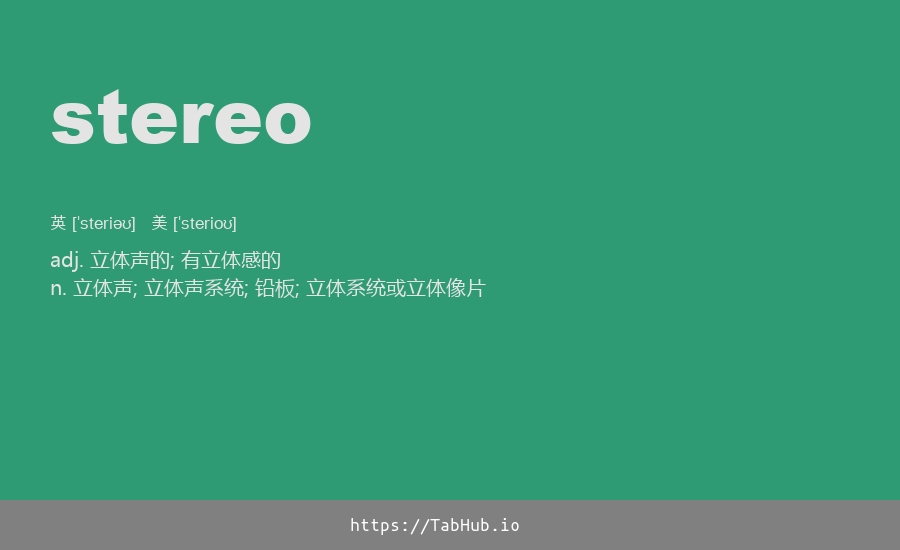 stereo
英 [ˈsteriəʊ]   美 [ˈsterioʊ]
adj. 立体声的; 有立体感的
n. 立体声; 立体声系统; 铅板; 立体系统或立体像片
https://TabHub.io